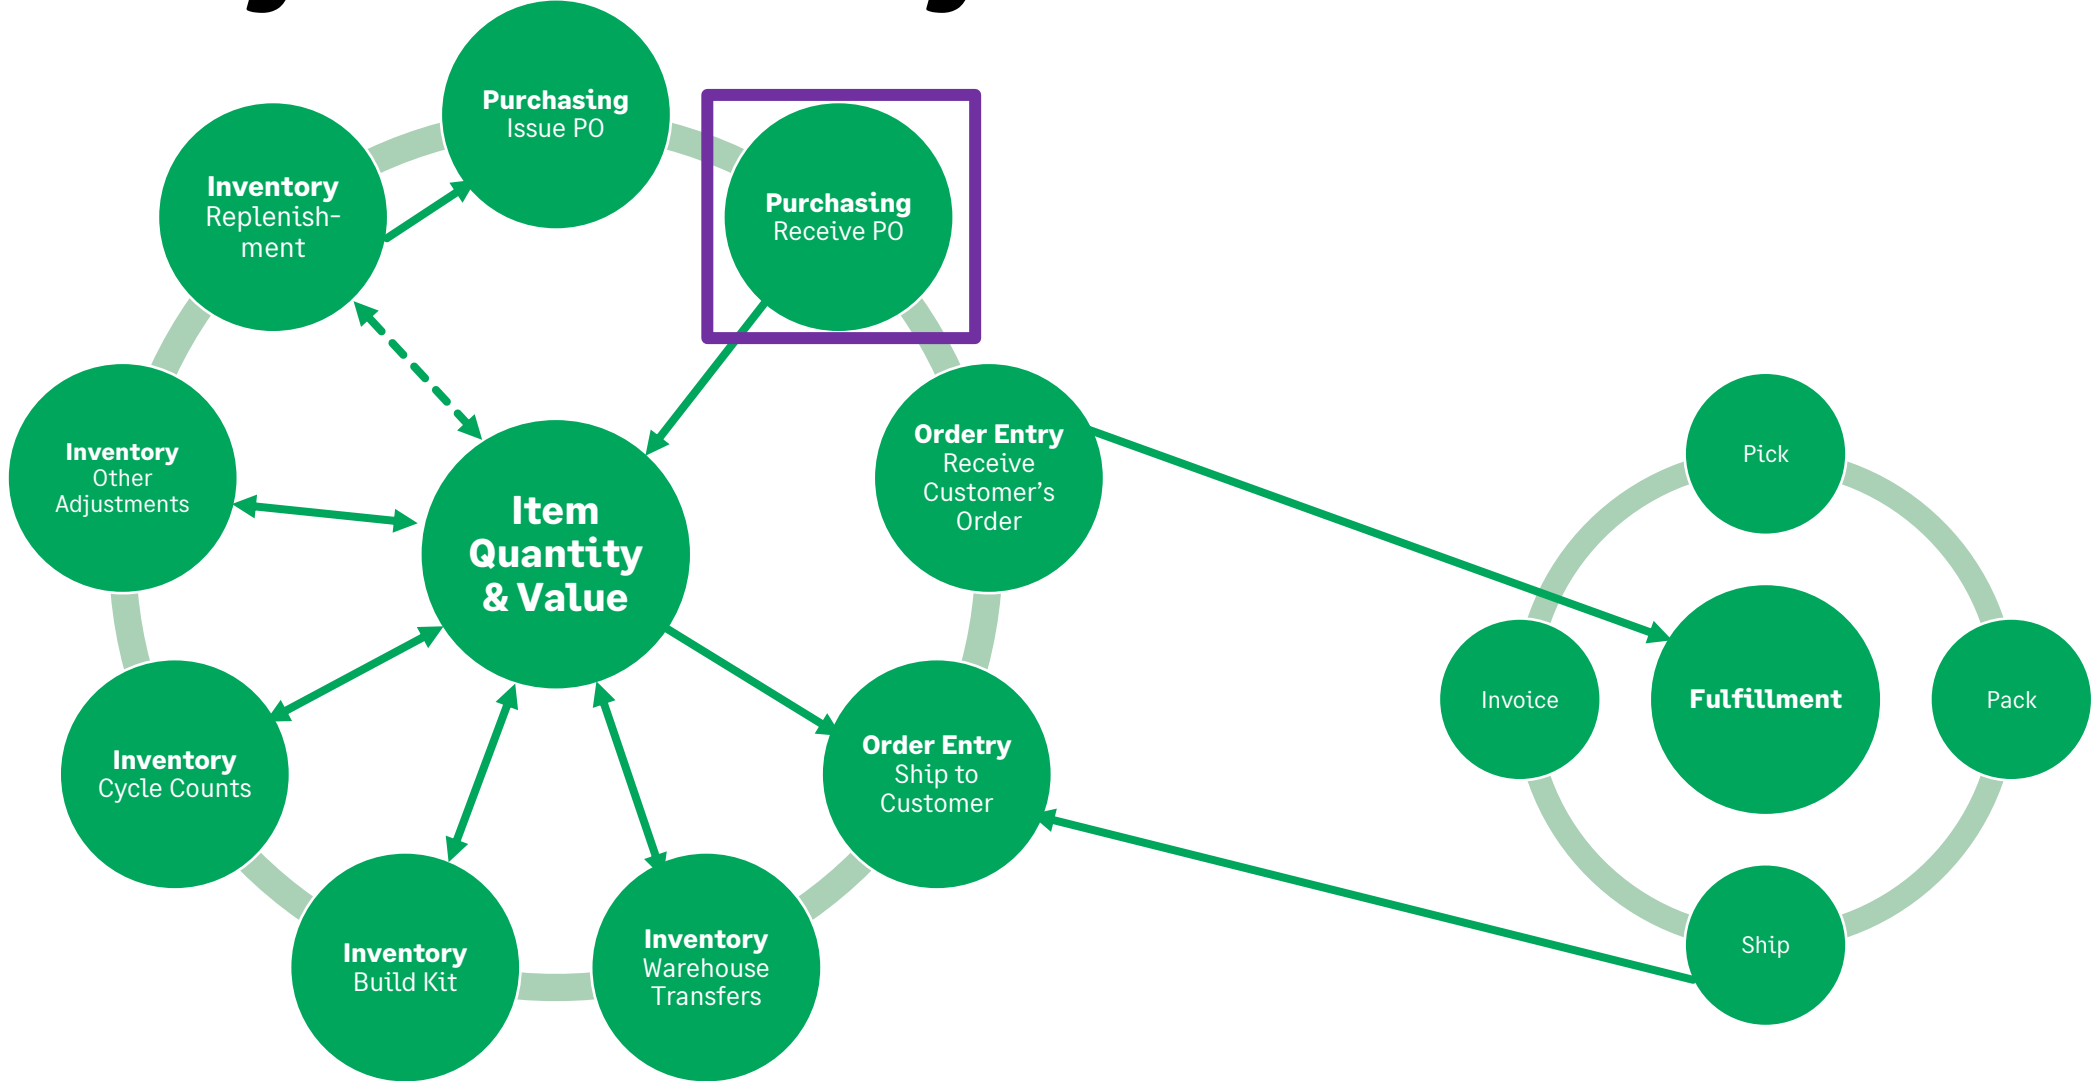 Purchasing
Issue PO
Purchasing
Receive PO
Inventory
Replenish-
ment
Order Entry
Receive
Customer’s
Order
Inventory
Other
Adjustments
Item
Quantity
& Value
Order Entry
Ship to
Customer
Inventory
Cycle Counts
Inventory
Build Kit
Inventory
Warehouse
Transfers
Pick
Invoice
Fulfillment
Pack
Ship